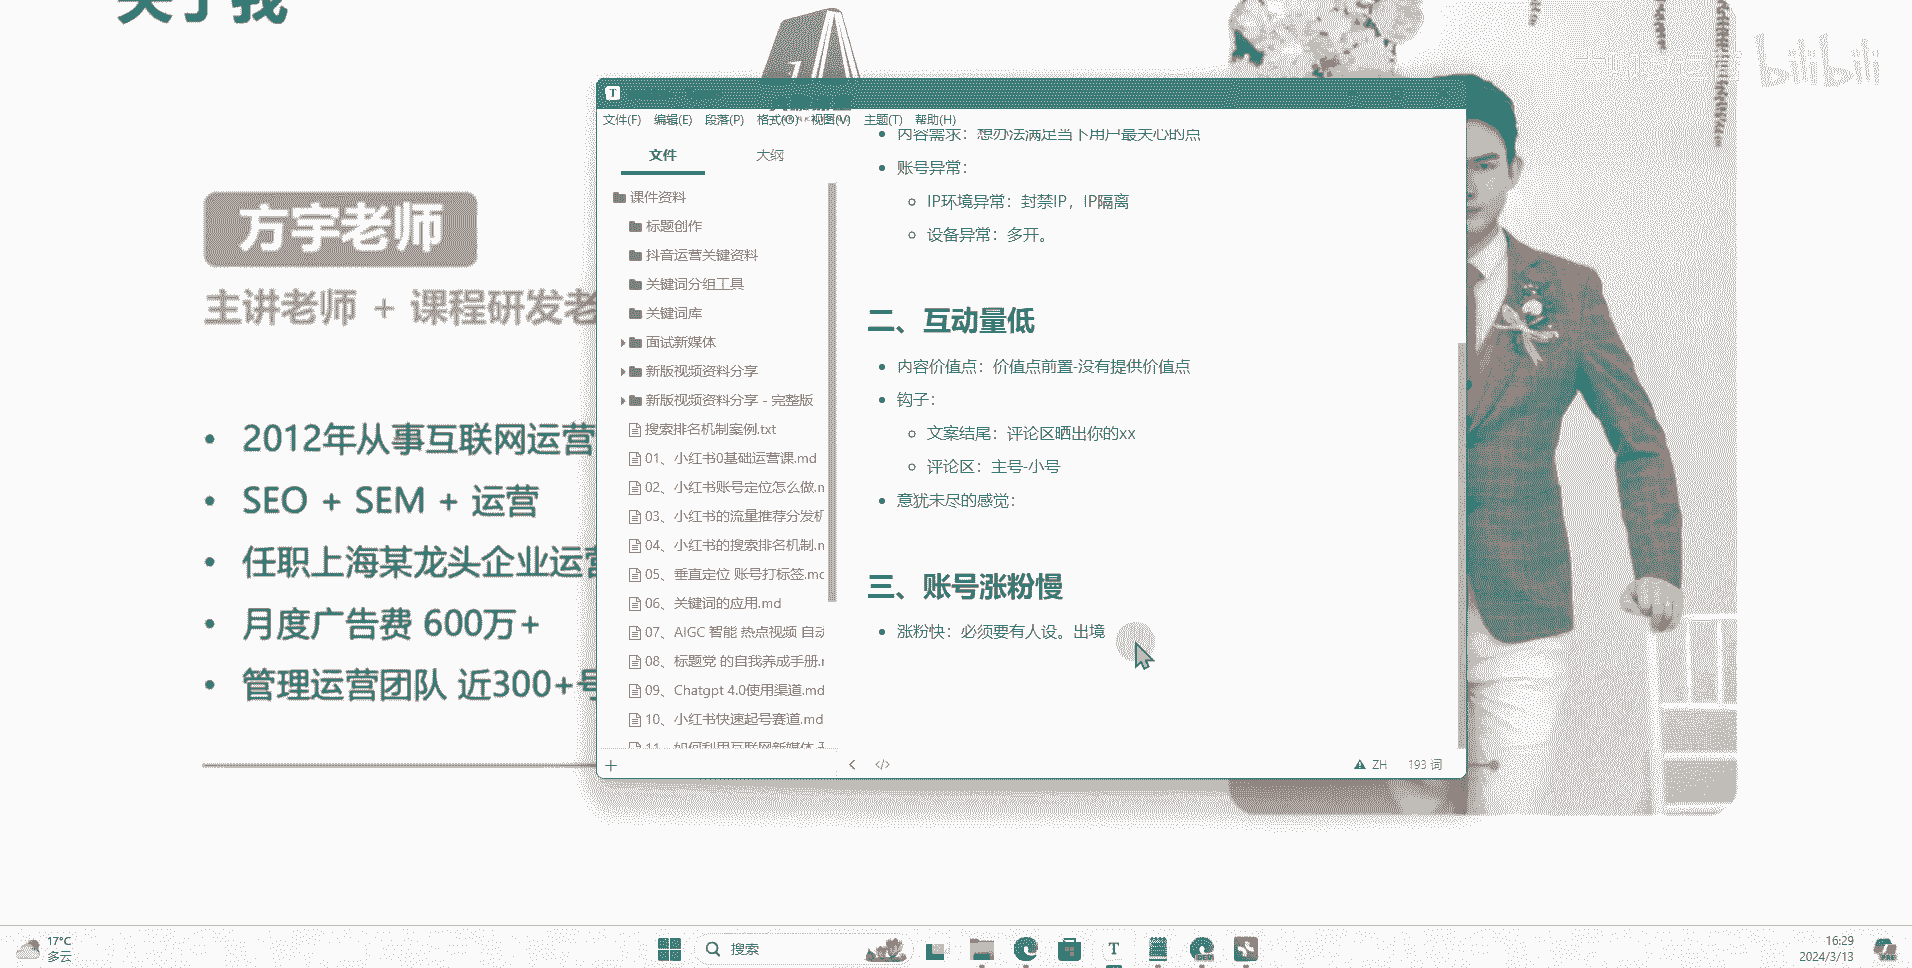 关于我
bilibili
方宇老师
主讲老师 + 课程研发老
• 2012年从事互联网运营
• SEO + SEM + 运营
• 任职上海某龙头企业运营
• 月度广告费 600万+
• 管理运营团队 近300+号
文件(F) 编辑(E) 段落(P) 格式(O) 视图(V) 主题(T) 帮助(H)
文件 大纲
课件资料
标题创作
抖音运营关键资料
关键词分组工具
关键词库
面试新媒体
新版视频资料分享
新版视频资料分享 - 完整版
搜索排名机制案例.txt
01、小红书0基础运营课.md
02、小红书账号定位怎么做.m
03、小红书的流量推荐分发机
04、小红书的搜索排名机制.m
05、垂直定位 账号打标签.mc
06、关键词的应用.md
07、AIGC 智能 热点视频 自动
08、标题党 的自我养成手册.r
09、Chatgpt 4.0使用渠道.md
10、小红书快速起号赛道.md
11、如何利用互联网新媒体
• 内容需求：想办法满足当下用户最关心的点
• 账号异常：
IP环境异常：封禁IP，IP隔离
设备异常：多开。
二、互动量低
• 内容价值点：价值点前置-没有提供价值点
• 钩子：
文案结尾：评论区晒出你的xx
评论区：主号-小号
• 意犹未尽的感觉：
三、账号涨粉慢
• 涨粉快：必须要有人设。出境
ZH 193 词
17°C
多云
搜索
16:29
2024/3/13